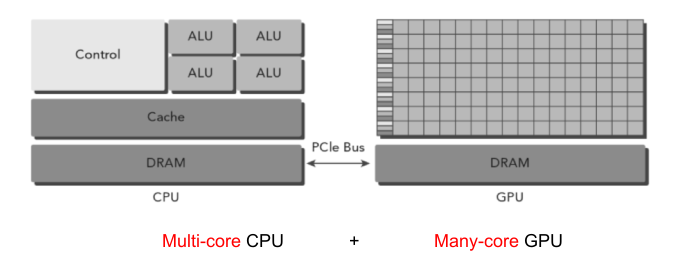 Control
ALU ALU
ALU ALU
Cache
DRAM
CPU
PCIe Bus
DRAM
GPU
Multi-core CPU + Many-core GPU